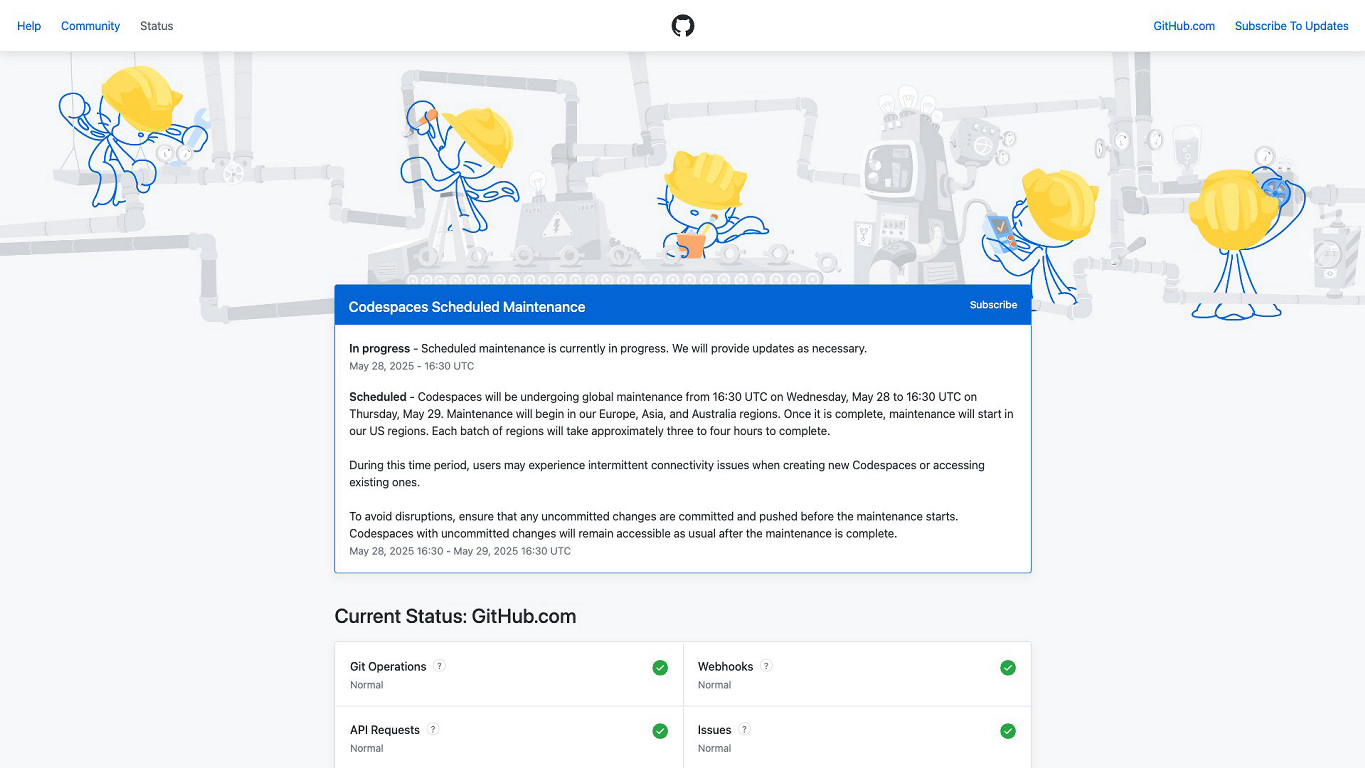 Help Community Status GitHub.com Subscribe To Updates
Codespaces Scheduled Maintenance Subscribe
In progress - Scheduled maintenance is currently in progress. We will provide updates as necessary.
May 28, 2025 - 16:30 UTC
Scheduled - Codespaces will be undergoing global maintenance from 16:30 UTC on Wednesday, May 28 to 16:30 UTC on
Thursday, May 29. Maintenance will begin in our Europe, Asia, and Australia regions. Once it is complete, maintenance will start in
our US regions. Each batch of regions will take approximately three to four hours to complete.
During this time period, users may experience intermittent connectivity issues when creating new Codespaces or accessing
existing ones.
To avoid disruptions, ensure that any uncommitted changes are committed and pushed before the maintenance starts.
Codespaces with uncommitted changes will remain accessible as usual after the maintenance is complete.
May 28, 2025 16:30 - May 29, 2025 16:30 UTC
Current Status: GitHub.com
Git Operations ?
Normal
Webhooks ?
Normal
API Requests ?
Normal
Issues ?
Normal